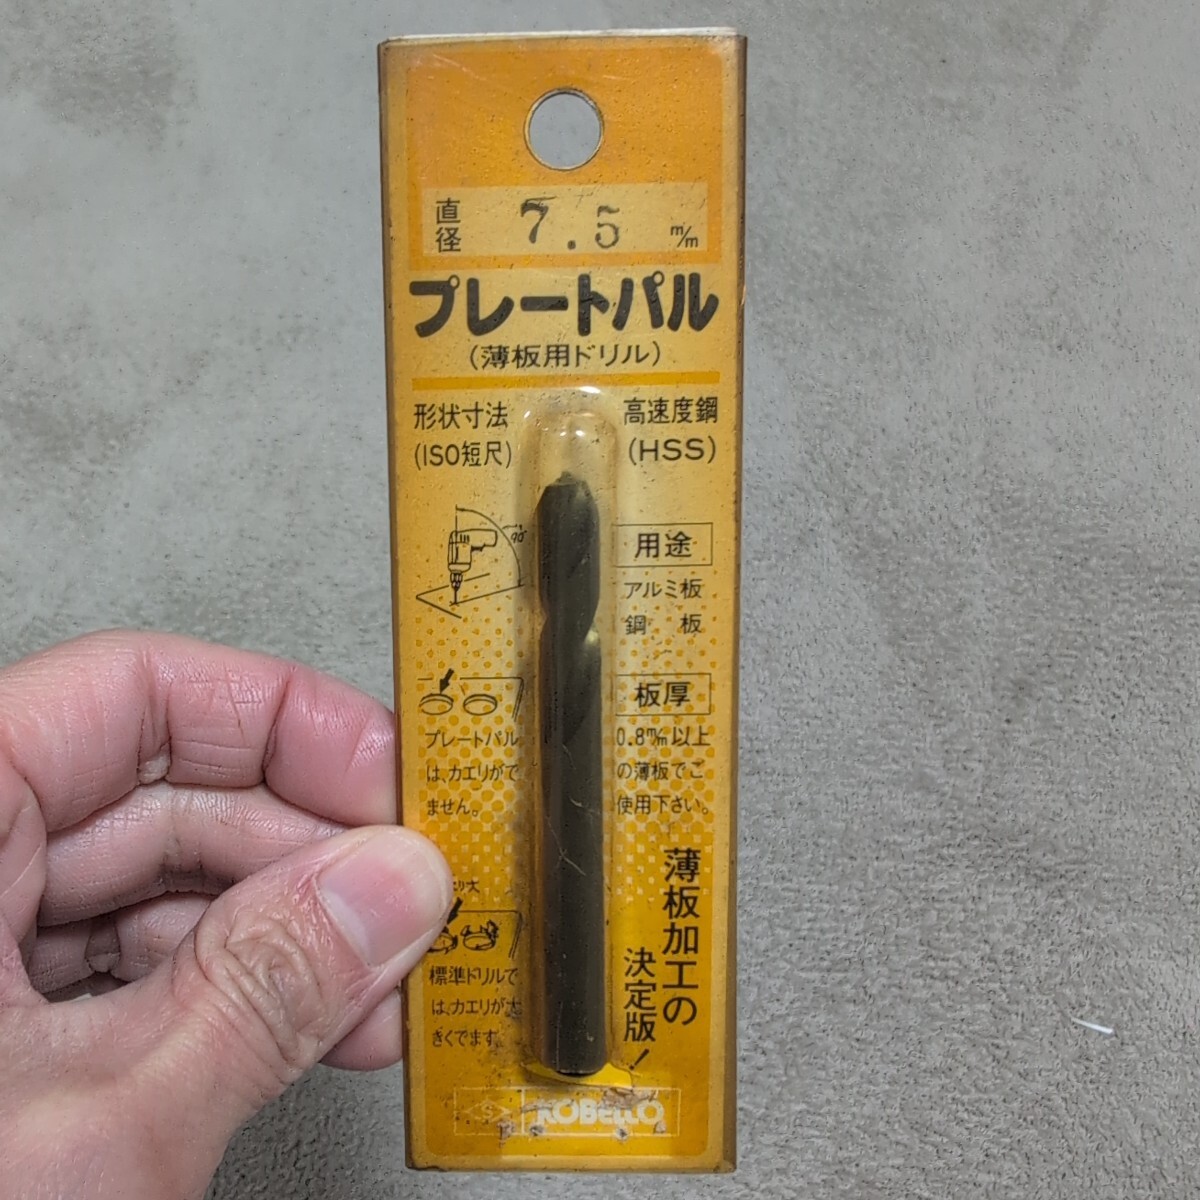 直径 7.5 m/m
プレートパル
(薄板用ドリル)
形状寸法
(ISO短尺)
高速度鋼
(HSS)
90°
用途
アルミ板
鋼 板
板厚
0.8m/m以上
の薄板でご
使用下さい。
プレートパル
は、カエリがで
ません。
標準ドリルで
は、カエリが大
きくでます。
薄板加工の
決定版!
S
KOBELCO